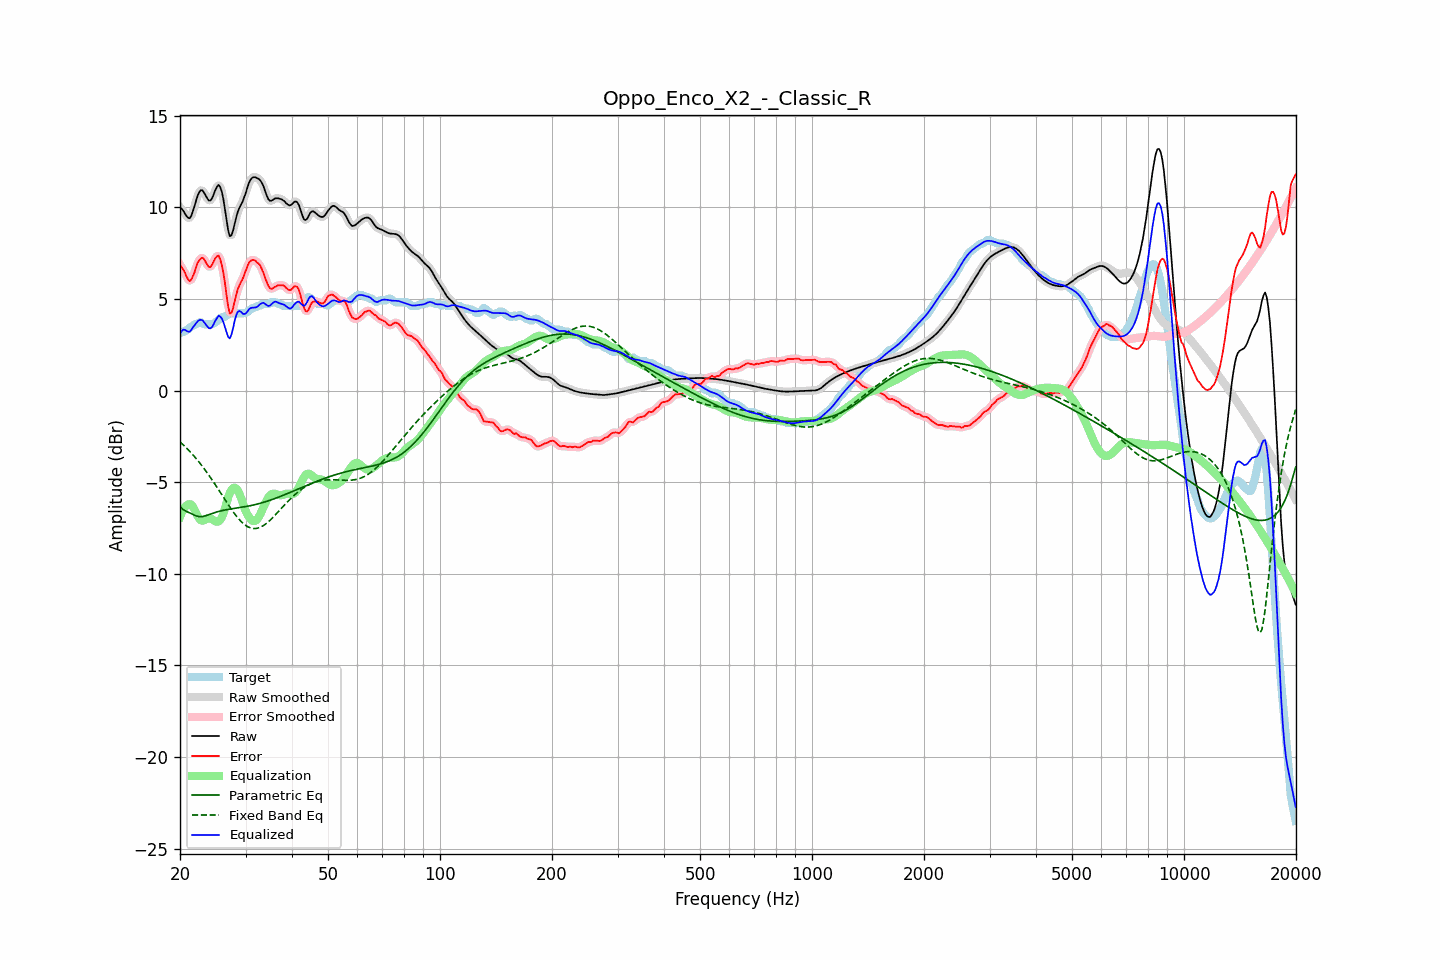 Oppo_Enco_X2_-_Classic_R
15
10
5
0
−5
−10
−15
−20
−25
Amplitude (dBr)
Target
Raw Smoothed
Error Smoothed
Raw
Error
Equalization
Parametric Eq
Fixed Band Eq
Equalized
20 50 100 200 500 1000 2000 5000 10000 20000
Frequency (Hz)